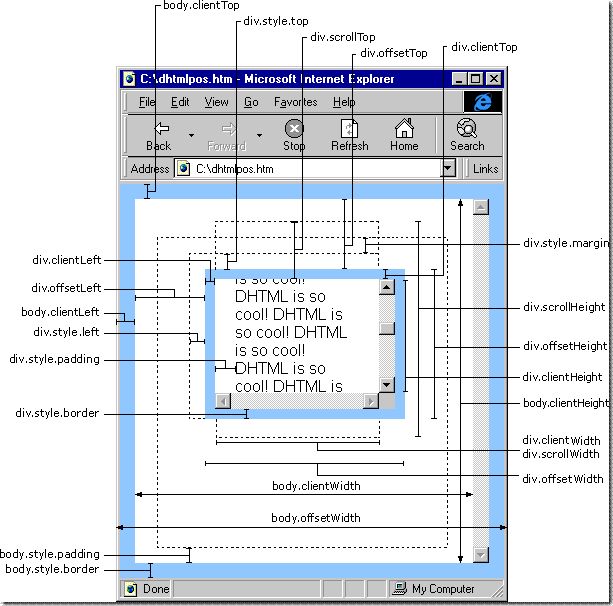 body.clientTop
div.style.top
div.scrollTop
div.offsetTop
div.clientTop
C:\dhtmlpos.htm - Microsoft Internet Explorer
File Edit View Go Favorites Help
Back Forward Stop Refresh Home Search
Address C:\dhtmlpos.htm Links
div.style.margin
div.clientLeft
div.offsetLeft
body.clientLeft
div.style.left
div.style.padding
div.style.border
is so cool!
DHTML is so
cool! DHTML is
so cool! DHTML
is so cool!
DHTML is so
cool! DHTML is
div.scrollHeight
div.offsetHeight
div.clientHeight
body.clientHeight
div.clientWidth
div.scrollWidth
div.offsetWidth
body.clientWidth
body.offsetWidth
body.style.padding
body.style.border
Done My Computer